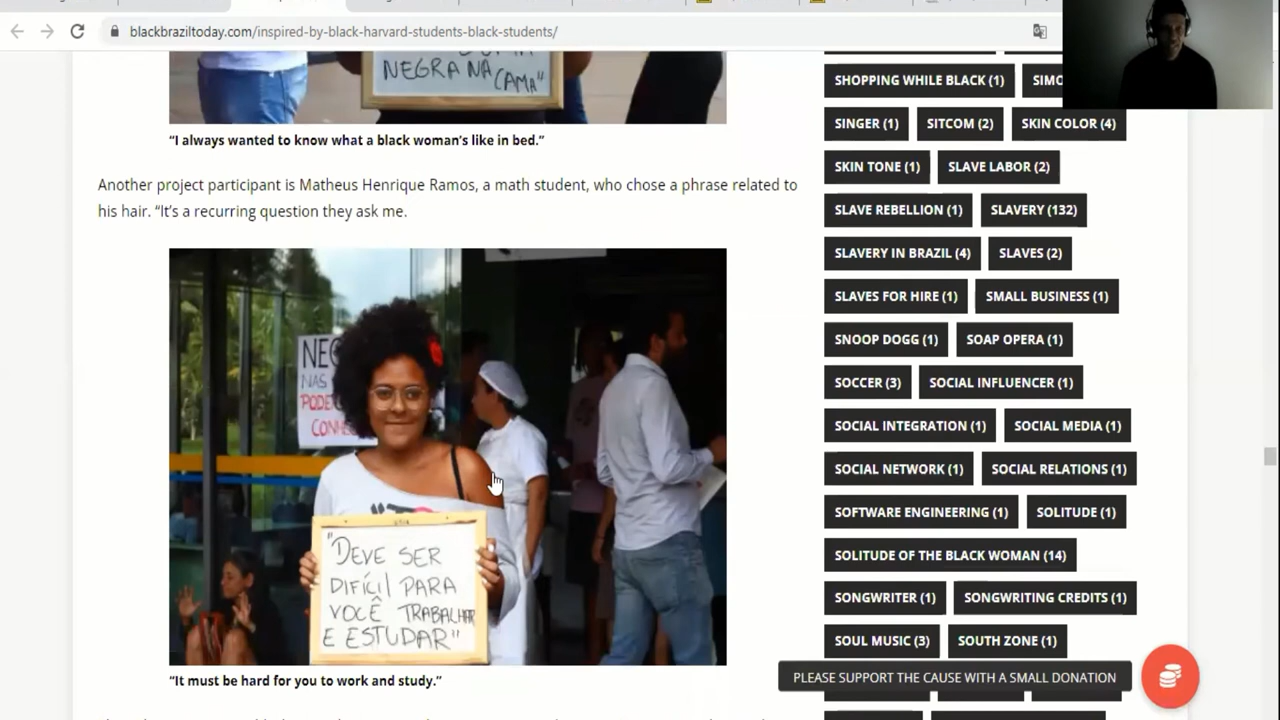 blackbraziltoday.com/inspired-by-black-harvard-students-black-students/
NEGRA NA
CAMA"
"I always wanted to know what a black woman's like in bed."
Another project participant is Matheus Henrique Ramos, a math student, who chose a phrase related to
his hair. "It's a recurring question they ask me.
NEG
NAS
PODE
CONHE
"DEVE SER
DIFÍCIL PARA
VOCÊ TRABALHAR
E ESTUDAR"
"It must be hard for you to work and study."
SHOPPING WHILE BLACK (1)
SINGER (1) SITCOM (2) SKIN COLOR (4)
SKIN TONE (1) SLAVE LABOR (2)
SLAVE REBELLION (1) SLAVERY (132)
SLAVERY IN BRAZIL (4) SLAVES (2)
SLAVES FOR HIRE (1) SMALL BUSINESS (1)
SNOOP DOGG (1) SOAP OPERA (1)
SOCCER (3) SOCIAL INFLUENCER (1)
SOCIAL INTEGRATION (1) SOCIAL MEDIA (1)
SOCIAL NETWORK (1) SOCIAL RELATIONS (1)
SOFTWARE ENGINEERING (1) SOLITUDE (1)
SOLITUDE OF THE BLACK WOMAN (14)
SONGWRITER (1) SONGWRITING CREDITS (1)
SOUL MUSIC (3) SOUTH ZONE (1)
PLEASE SUPPORT THE CAUSE WITH A SMALL DONATION